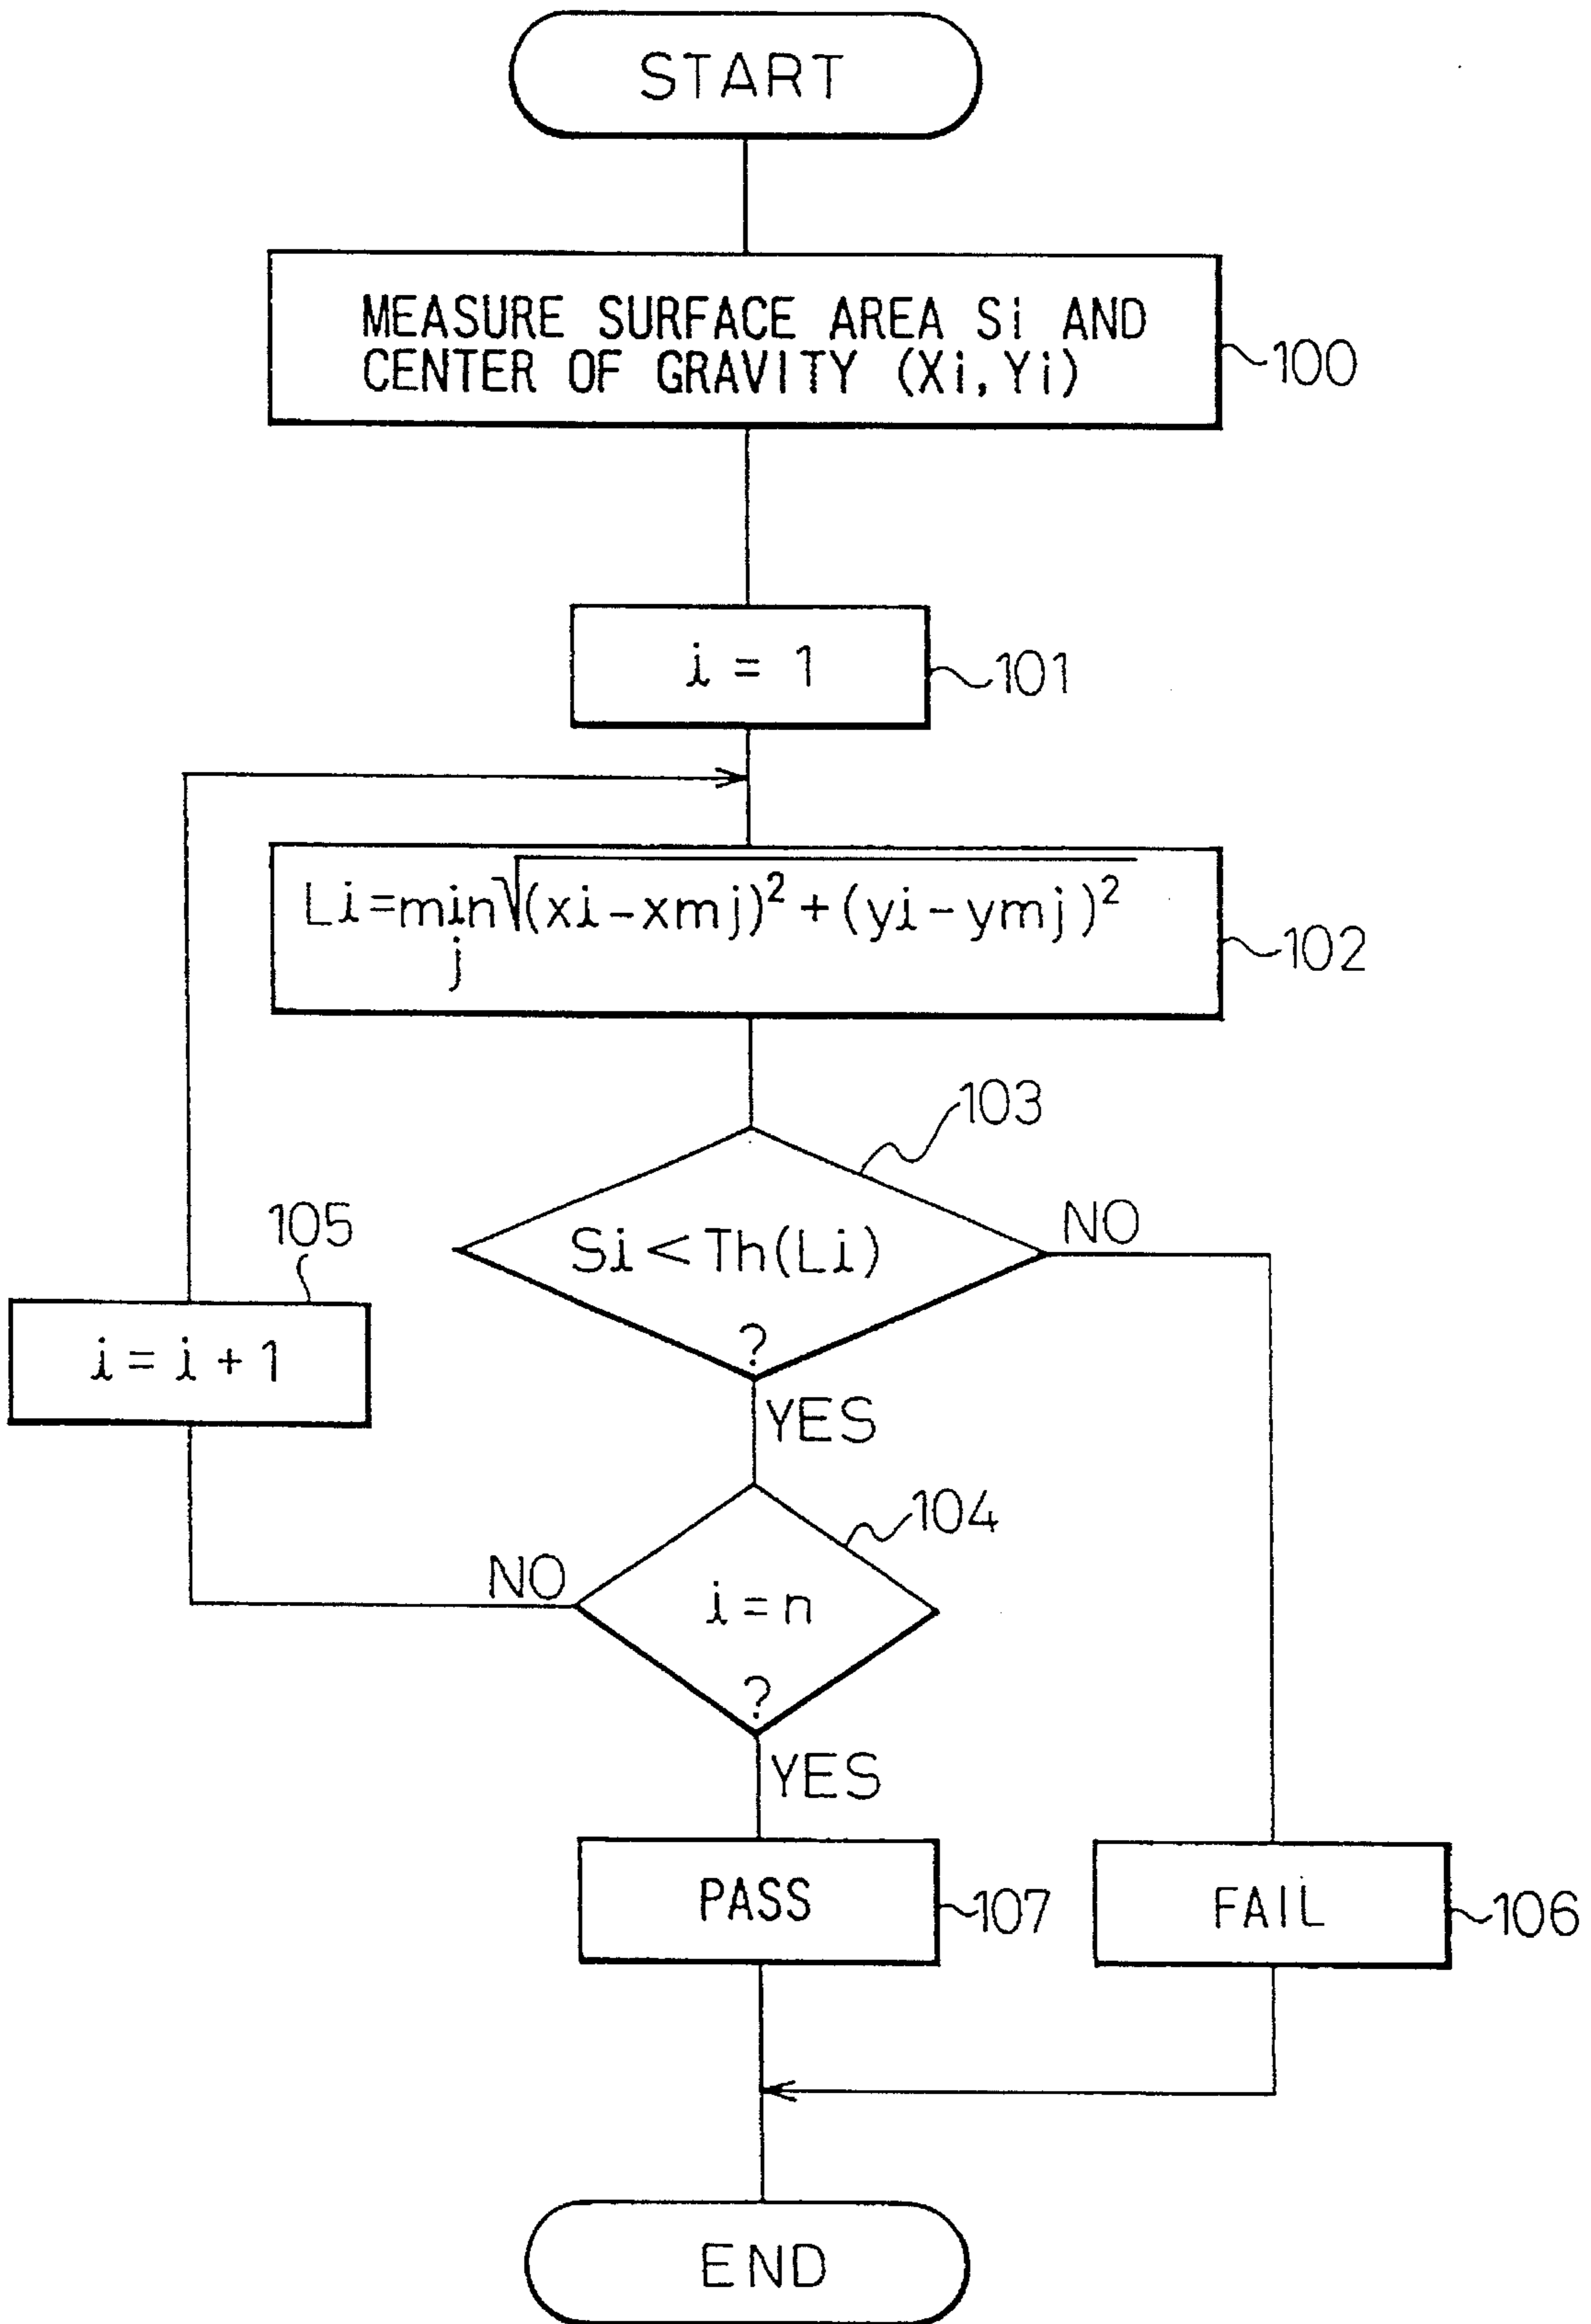 START
MEASURE SURFACE AREA Si AND
CENTER OF GRAVITY (Xi, Yi)
100
i = 1
101
Li=min√(xi-xmj)² + (yi-ymj)²
j
102
103
Si < Th(Li)
?
NO
105
i = i + 1
YES
104
NO
i = n
?
YES
PASS
107
FAIL
106
END